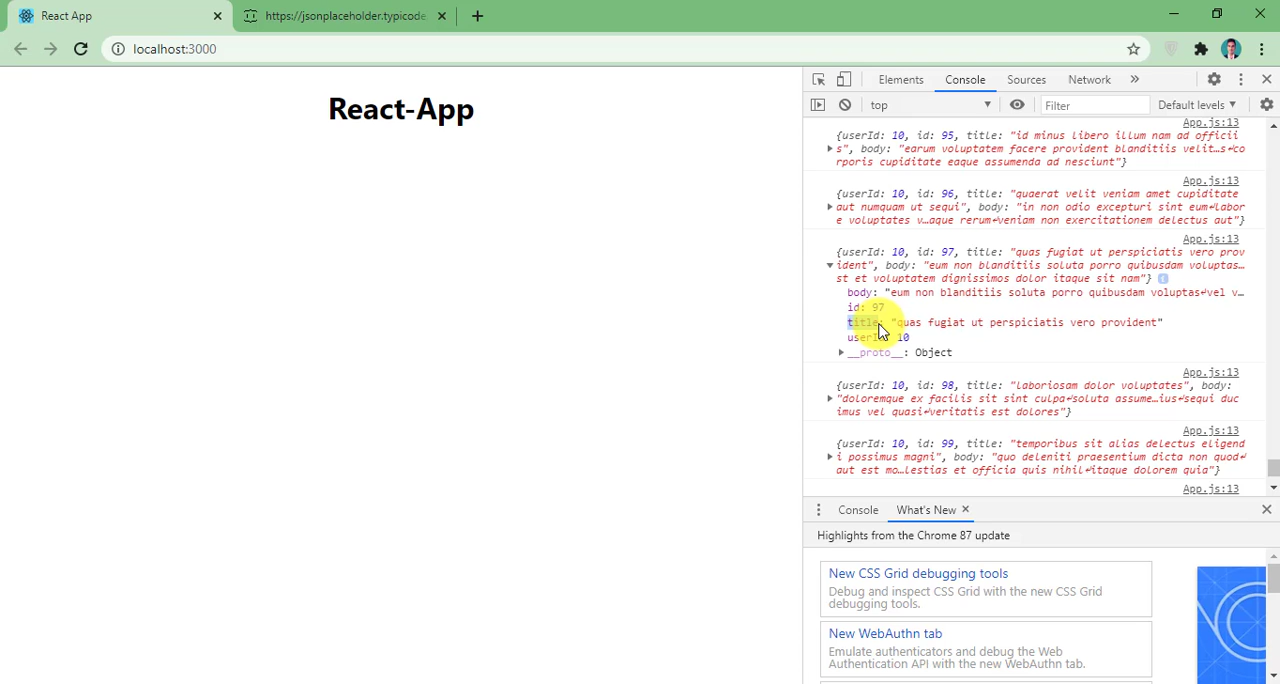 React App
https://jsonplaceholder.typicode
localhost:3000
React-App
Elements
Console
Sources
Network
»
top
Filter
Default levels
App.js:13
{userId: 10, id: 95, title: "id minus libero illum nam ad officii
s", body: "earum voluptatem facere provident blanditiis velit…s↵co
rporis cupiditate eaque assumenda ad nesciunt"}
App.js:13
{userId: 10, id: 96, title: "quaerat velit veniam amet cupiditate
aut numquam ut sequi", body: "in non odio excepturi sint eum↵labor
e voluptates v…aque rerum↵veniam non exercitationem delectus aut"}
App.js:13
{userId: 10, id: 97, title: "quas fugiat ut perspiciatis vero prov
ident", body: "eum non blanditiis soluta porro quibusdam voluptas…
st et voluptatem dignissimos dolor itaque sit nam"}
body: "eum non blanditiis soluta porro quibusdam voluptas↵vel v…
id: 97
title: "quas fugiat ut perspiciatis vero provident"
userId: 10
__proto__: Object
App.js:13
{userId: 10, id: 98, title: "laboriosam dolor voluptates", body:
"doloremque ex facilis sit sint culpa↵soluta assume…ius↵sequi duc
imus vel quasi↵veritatis est dolores"}
App.js:13
{userId: 10, id: 99, title: "temporibus sit alias delectus eligend
i possimus magni", body: "quo deleniti praesentium dicta non quod↵
aut est mo…lestias et officia quis nihil↵itaque dolorem quia"}
App.js:13
Console
What's New
Highlights from the Chrome 87 update
New CSS Grid debugging tools
Debug and inspect CSS Grid with the new CSS Grid
debugging tools.
New WebAuthn tab
Emulate authenticators and debug the Web
Authentication API with the new WebAuthn tab.